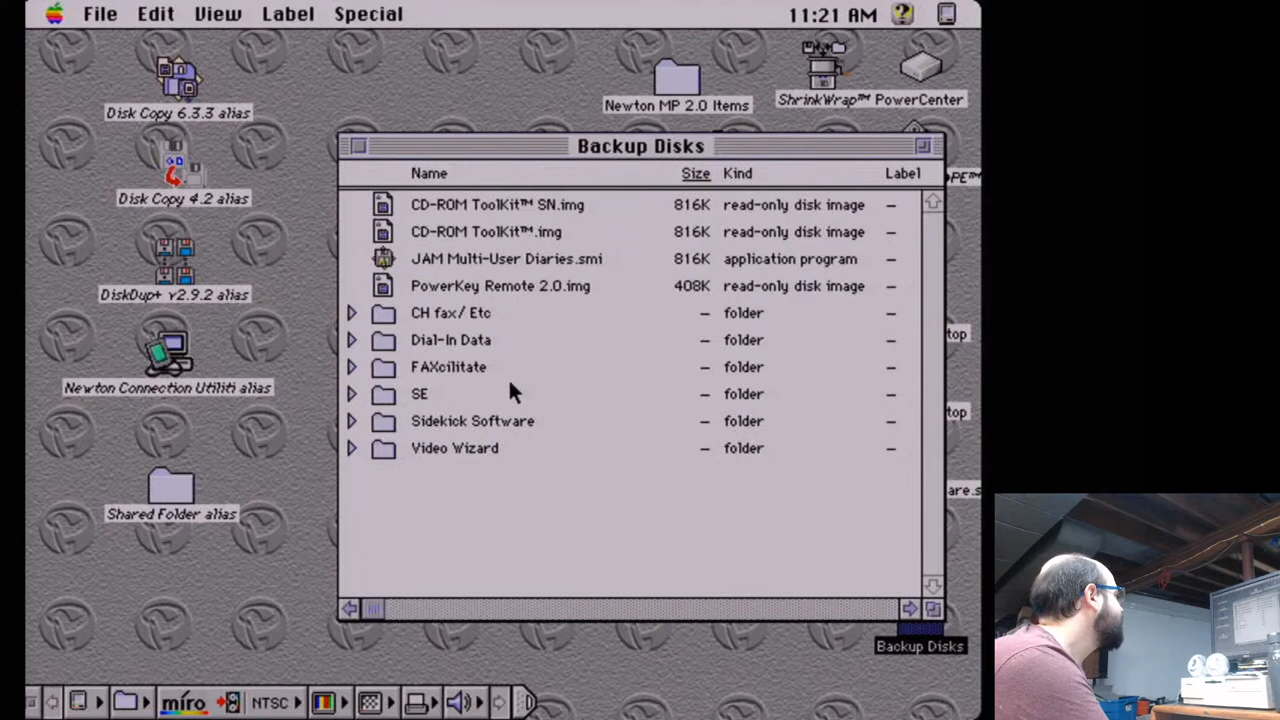 File Edit View Label Special 11:21 AM
Disk Copy 6.3.3 alias
Newton MP 2.0 Items
ShrinkWrap™ PowerCenter
Disk Copy 4.2 alias
DiskDup+ v2.9.2 alias
Newton Connection Utiliti alias
Shared Folder alias
Backup Disks
Name Size Kind Label
CD-ROM ToolKit™ SN.img 816K read-only disk image –
CD-ROM ToolKit™.img 816K read-only disk image –
JAM Multi-User Diaries.smi 816K application program –
PowerKey Remote 2.0.img 408K read-only disk image –
CH fax/ Etc – folder –
Dial-In Data – folder –
FAXcilitate – folder –
SE – folder –
Sidekick Software – folder –
Video Wizard – folder –
PE™
top
top
are.s
Backup Disks
miro NTSC